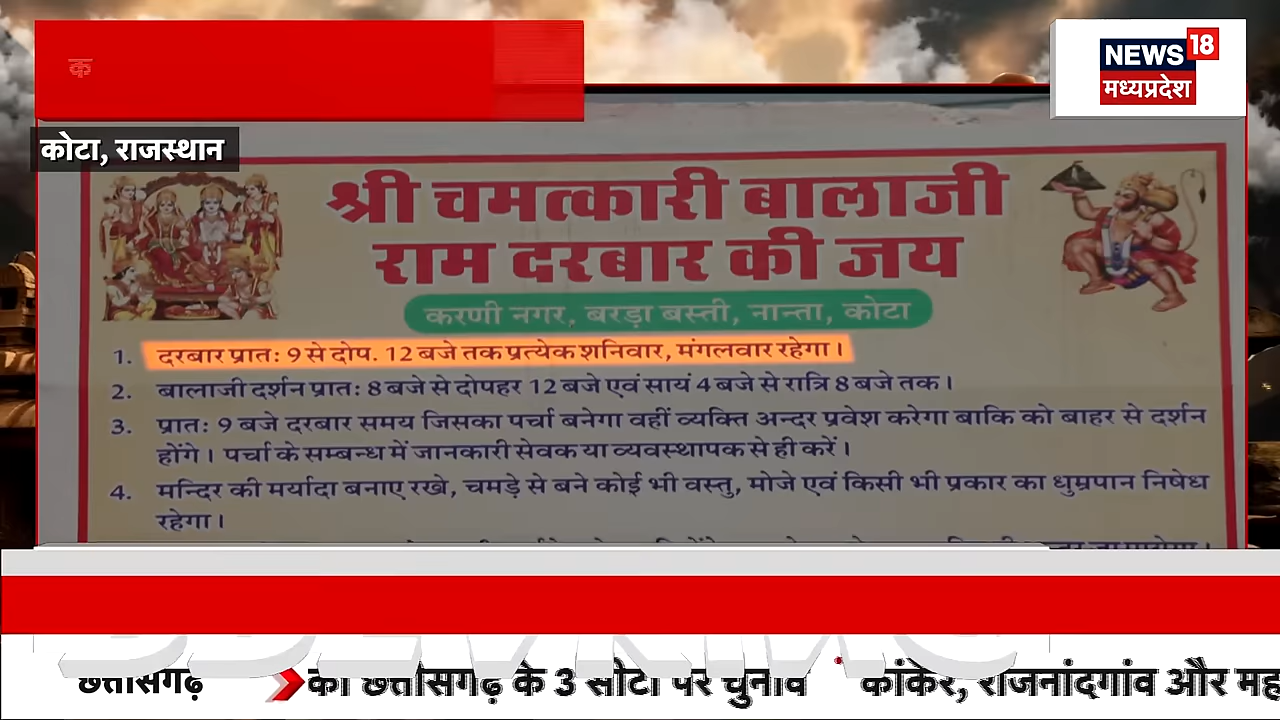 क
NEWS 18
मध्यप्रदेश
कोटा, राजस्थान
श्री चमत्कारी बालाजी
राम दरबार की जय
करणी नगर, बरड़ा बस्ती, नान्ता, कोटा
1. दरबार प्रातः 9 से दोप. 12 बजे तक प्रत्येक शनिवार, मंगलवार रहेगा।
2. बालाजी दर्शन प्रातः 8 बजे से दोपहर 12 बजे एवं सायं 4 बजे से रात्रि 8 बजे तक।
3. प्रातः 9 बजे दरबार समय जिसका पर्चा बनेगा वहीं व्यक्ति अन्दर प्रवेश करेगा बाकि को बाहर से दर्शन
होंगे। पर्चा के सम्बन्ध में जानकारी सेवक या व्यवस्थापक से ही करें।
4. मन्दिर की मर्यादा बनाए रखे, चमड़े से बने कोई भी वस्तु, मोजे एवं किसी भी प्रकार का धुम्रपान निषेध
रहेगा।
छत्तीसगढ़ को छत्तीसगढ़ के 3 सीटों पर चुनाव कांकेर, राजनांदगांव और मह